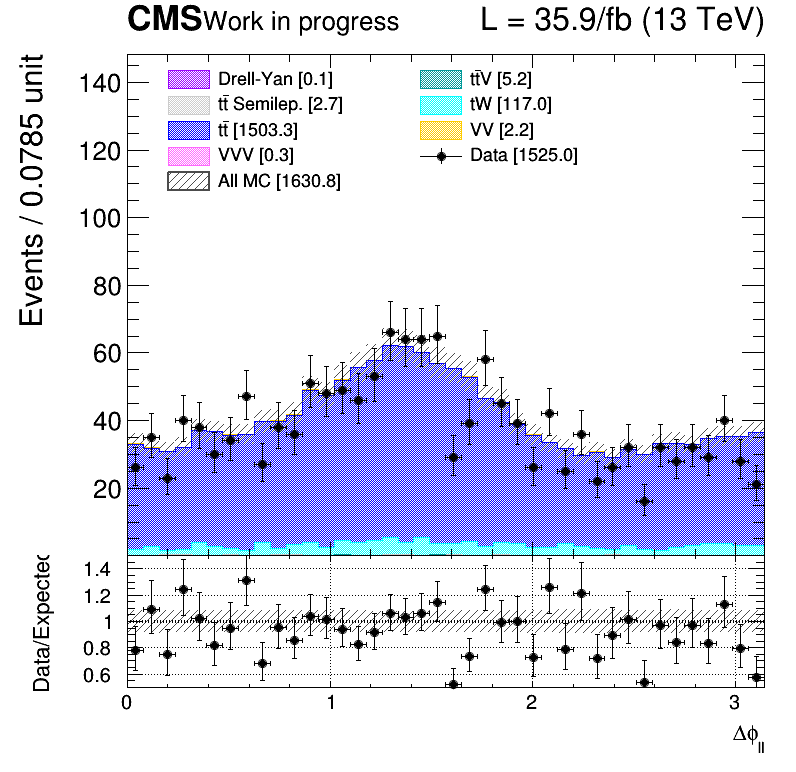 CMS Work in progress L = 35.9/fb (13 TeV)
Events / 0.0785 unit
140
120
100
80
60
40
20
Drell-Yan [0.1]
tt̄ Semilep. [2.7]
tt̄ [1503.3]
VVV [0.3]
All MC [1630.8]
tt̄V [5.2]
tW [117.0]
VV [2.2]
Data [1525.0]
Data/Expected
1.4
1.2
1
0.8
0.6
0 1 2 3
Δϕll